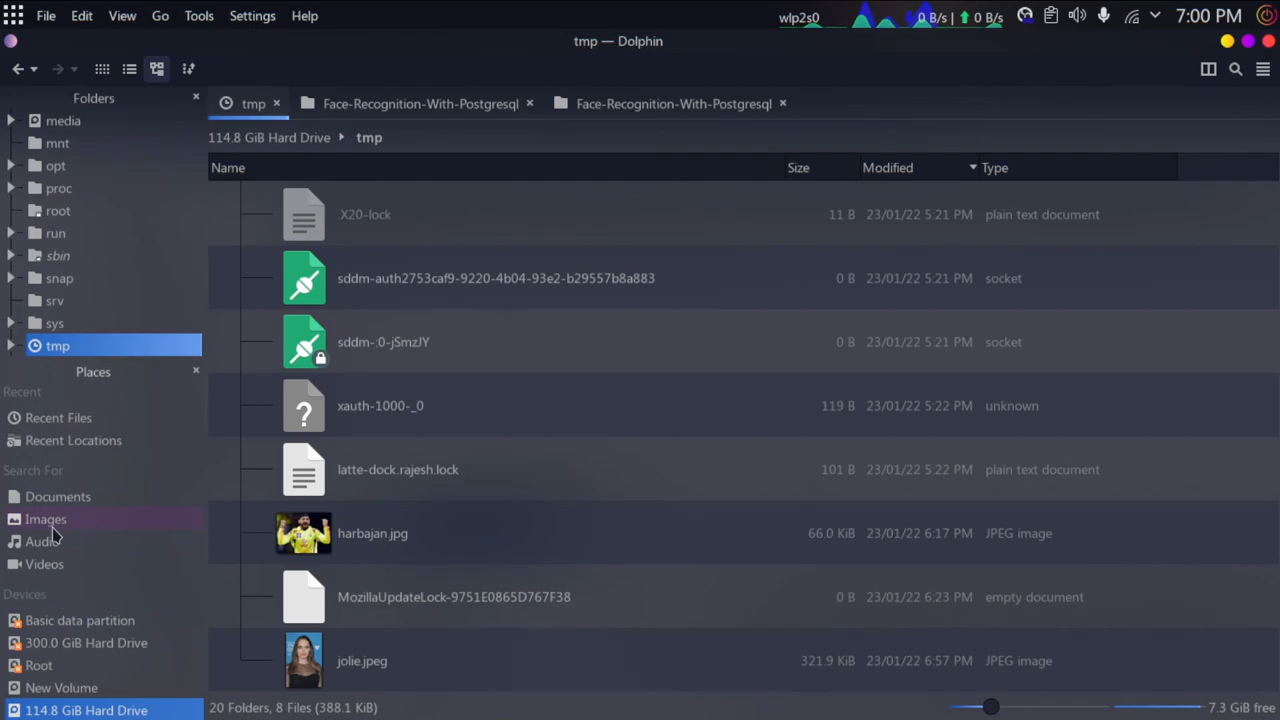 File Edit View Go Tools Settings Help wlp2s0 0 B/s | 0 B/s 7:00 PM
tmp — Dolphin
Folders
media
mnt
opt
proc
root
run
sbin
snap
srv
sys
tmp
Places
Recent
Recent Files
Recent Locations
Search For
Documents
Images
Audio
Videos
Devices
Basic data partition
300.0 GiB Hard Drive
Root
New Volume
114.8 GiB Hard Drive
tmp Face-Recognition-With-Postgresql Face-Recognition-With-Postgresql
114.8 GiB Hard Drive tmp
Name Size Modified Type
.X20-lock 11 B 23/01/22 5:21 PM plain text document
sddm-auth2753caf9-9220-4b04-93e2-b29557b8a883 0 B 23/01/22 5:21 PM socket
sddm-:0-jSmzJY 0 B 23/01/22 5:21 PM socket
xauth-1000-_0 119 B 23/01/22 5:22 PM unknown
latte-dock.rajesh.lock 101 B 23/01/22 5:22 PM plain text document
harbajan.jpg 66.0 KiB 23/01/22 6:17 PM JPEG image
MozillaUpdateLock-9751E0865D767F38 0 B 23/01/22 6:23 PM empty document
jolie.jpeg 321.9 KiB 23/01/22 6:57 PM JPEG image
20 Folders, 8 Files (388.1 KiB) 7.3 GiB free